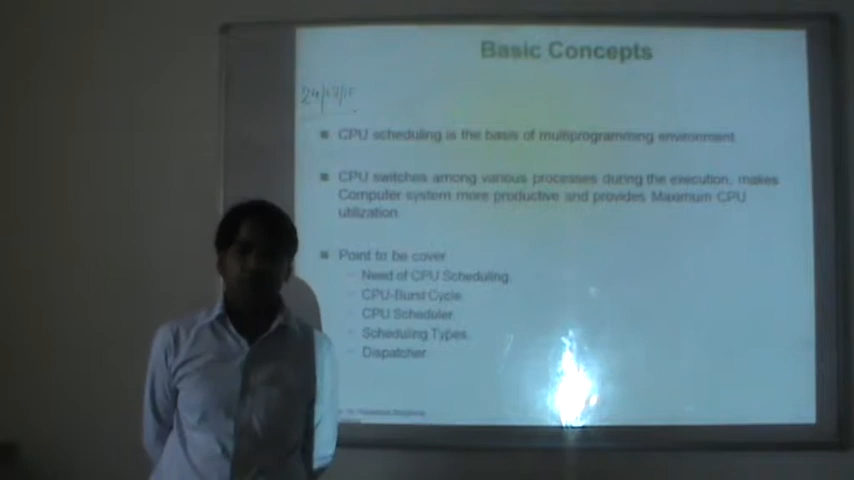 Basic Concepts
CPU scheduling is the basis of multiprogramming environment.
CPU switches among various processes during the execution, makes
Computer system more productive and provides Maximum CPU
utilization.
Point to be cover
Need of CPU Scheduling.
CPU-Burst Cycle.
CPU Scheduler.
Scheduling Types.
Dispatcher.